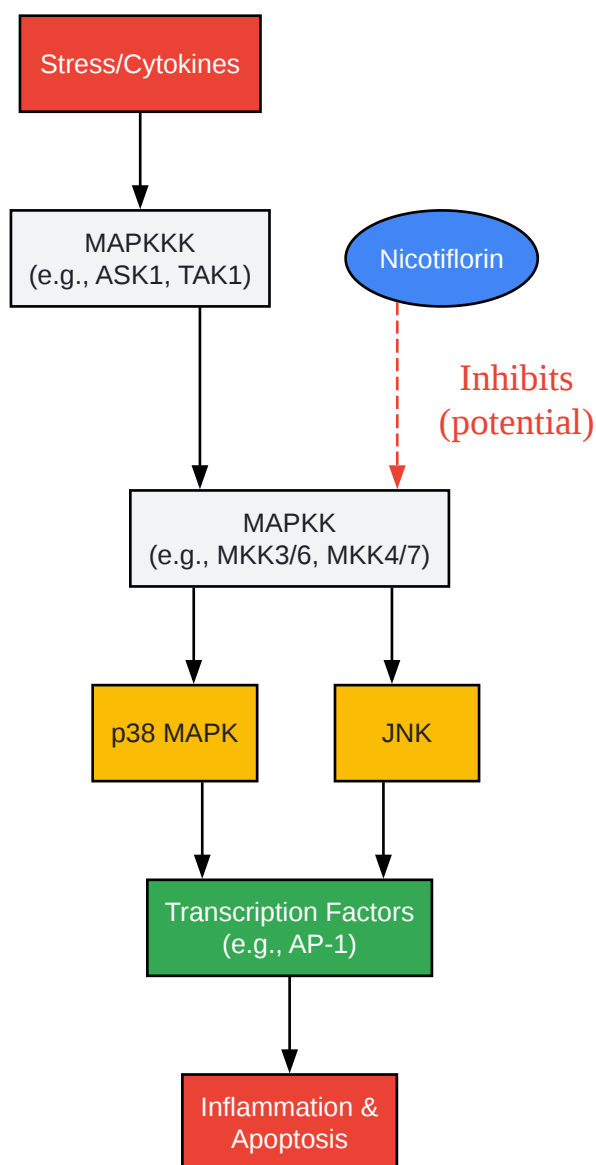 Stress/Cytokines
MAPKKK
(e.g., ASK1, TAK1)
Nicotiflorin
Inhibits
(potential)
MAPKK
(e.g., MKK3/6, MKK4/7)
p38 MAPK
JNK
Transcription Factors
(e.g., AP-1)
Inflammation &
Apoptosis